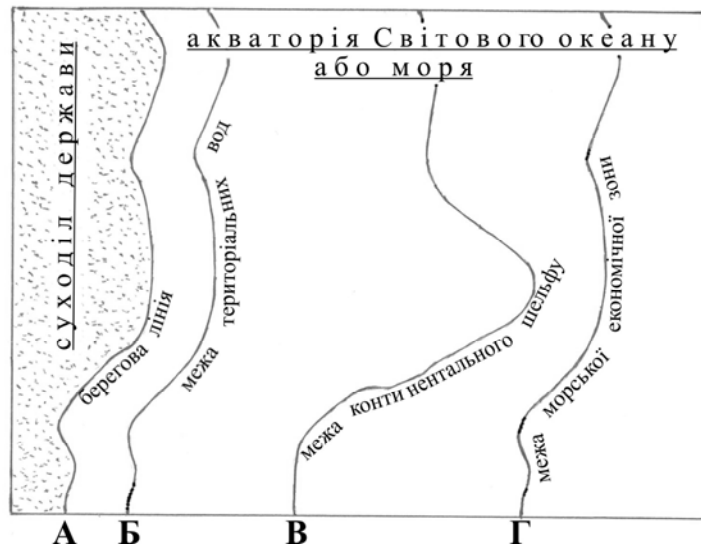 акваторія Світового океану
або моря
суходіл держави
берегова лінія
межа територіальних вод
межа континентального шельфу
межа морської економічної зони
А Б В Г